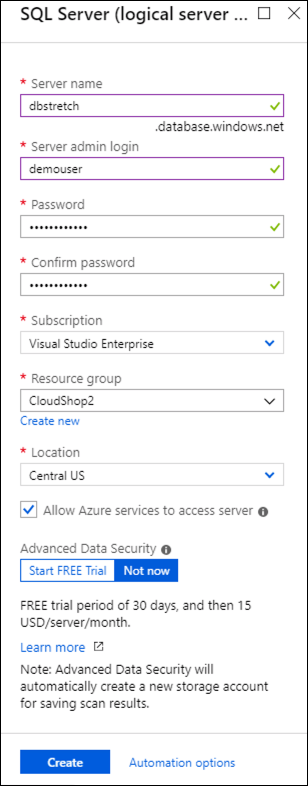 SQL Server (logical server ...
* Server name
dbstretch
.database.windows.net
* Server admin login
demouser
* Password
••••••••••••
* Confirm password
••••••••••••
* Subscription
Visual Studio Enterprise
* Resource group
CloudShop2
Create new
* Location
Central US
Allow Azure services to access server
Advanced Data Security
Start FREE Trial Not now
FREE trial period of 30 days, and then 15
USD/server/month.
Learn more
Note: Advanced Data Security will
automatically create a new storage account
for saving scan results.
Create Automation options